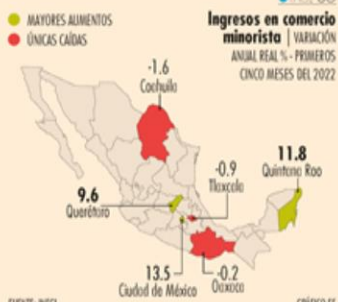 MAYORES ALIMENTOS
ÚNICAS CAÍDAS
Ingresos en comercio
minorista | VARIACIÓN
ANUAL REAL % - PRIMEROS
CINCO MESES DEL 2022
-1.6
Coahuila
-0.9
Tlaxcala
11.8
Quintana Roo
9.6
Querétaro
13.5
Ciudad de México
-0.2
Oaxaca